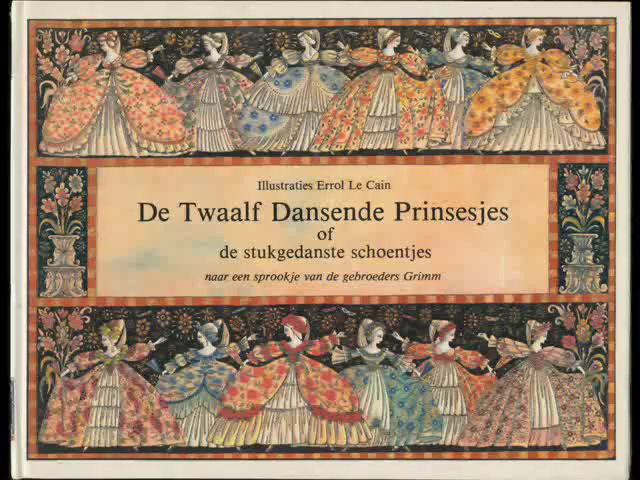 Illustraties Errol Le Cain
De Twaalf Dansende Prinsesjes
of
de stukgedanste schoentjes
naar een sprookje van de gebroeders Grimm